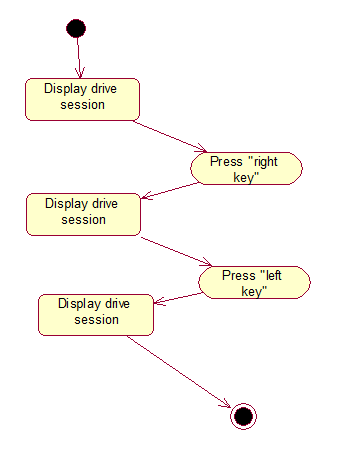 Display drive
session
Press "right
key"
Display drive
session
Press "left
key"
Display drive
session